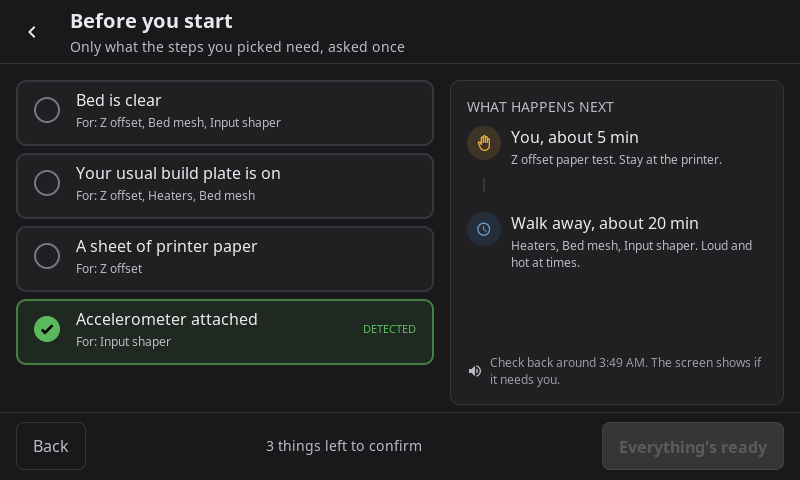 Before you start
Only what the steps you picked need, asked once
Bed is clear
For: Z offset, Bed mesh, Input shaper
Your usual build plate is on
For: Z offset, Heaters, Bed mesh
A sheet of printer paper
For: Z offset
Accelerometer attached
For: Input shaper
DETECTED
WHAT HAPPENS NEXT
You, about 5 min
Z offset paper test. Stay at the printer.
Walk away, about 20 min
Heaters, Bed mesh, Input shaper. Loud and
hot at times.
Check back around 3:49 AM. The screen shows if
it needs you.
Back
3 things left to confirm
Everything's ready